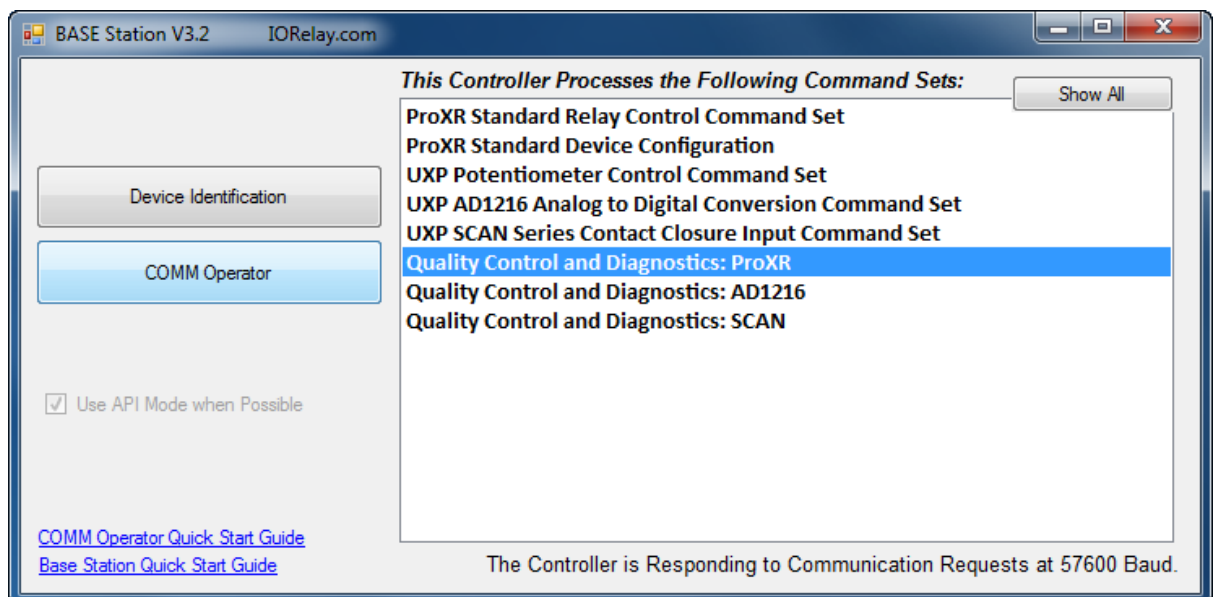 BASE Station V3.2 IORelay.com
This Controller Processes the Following Command Sets:
Show All
ProXR Standard Relay Control Command Set
ProXR Standard Device Configuration
UXP Potentiometer Control Command Set
UXP AD1216 Analog to Digital Conversion Command Set
UXP SCAN Series Contact Closure Input Command Set
Quality Control and Diagnostics: ProXR
Quality Control and Diagnostics: AD1216
Quality Control and Diagnostics: SCAN
Device Identification
COMM Operator
Use API Mode when Possible
COMM Operator Quick Start Guide
Base Station Quick Start Guide
The Controller is Responding to Communication Requests at 57600 Baud.